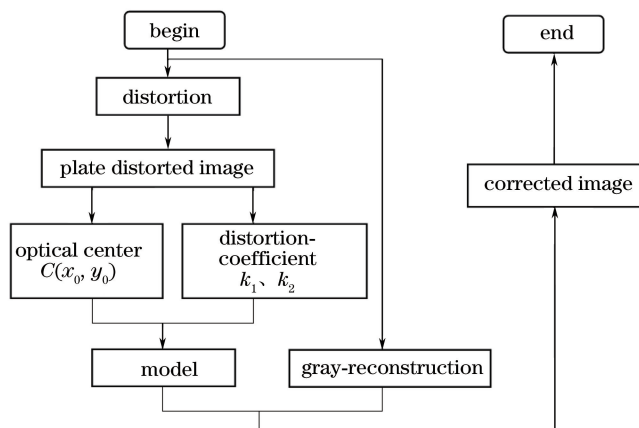 begin
end
distortion
plate distorted image
corrected image
optical center
C(x₀, y₀)
distortion-
coefficient
k₁、k₂
model
gray-reconstruction